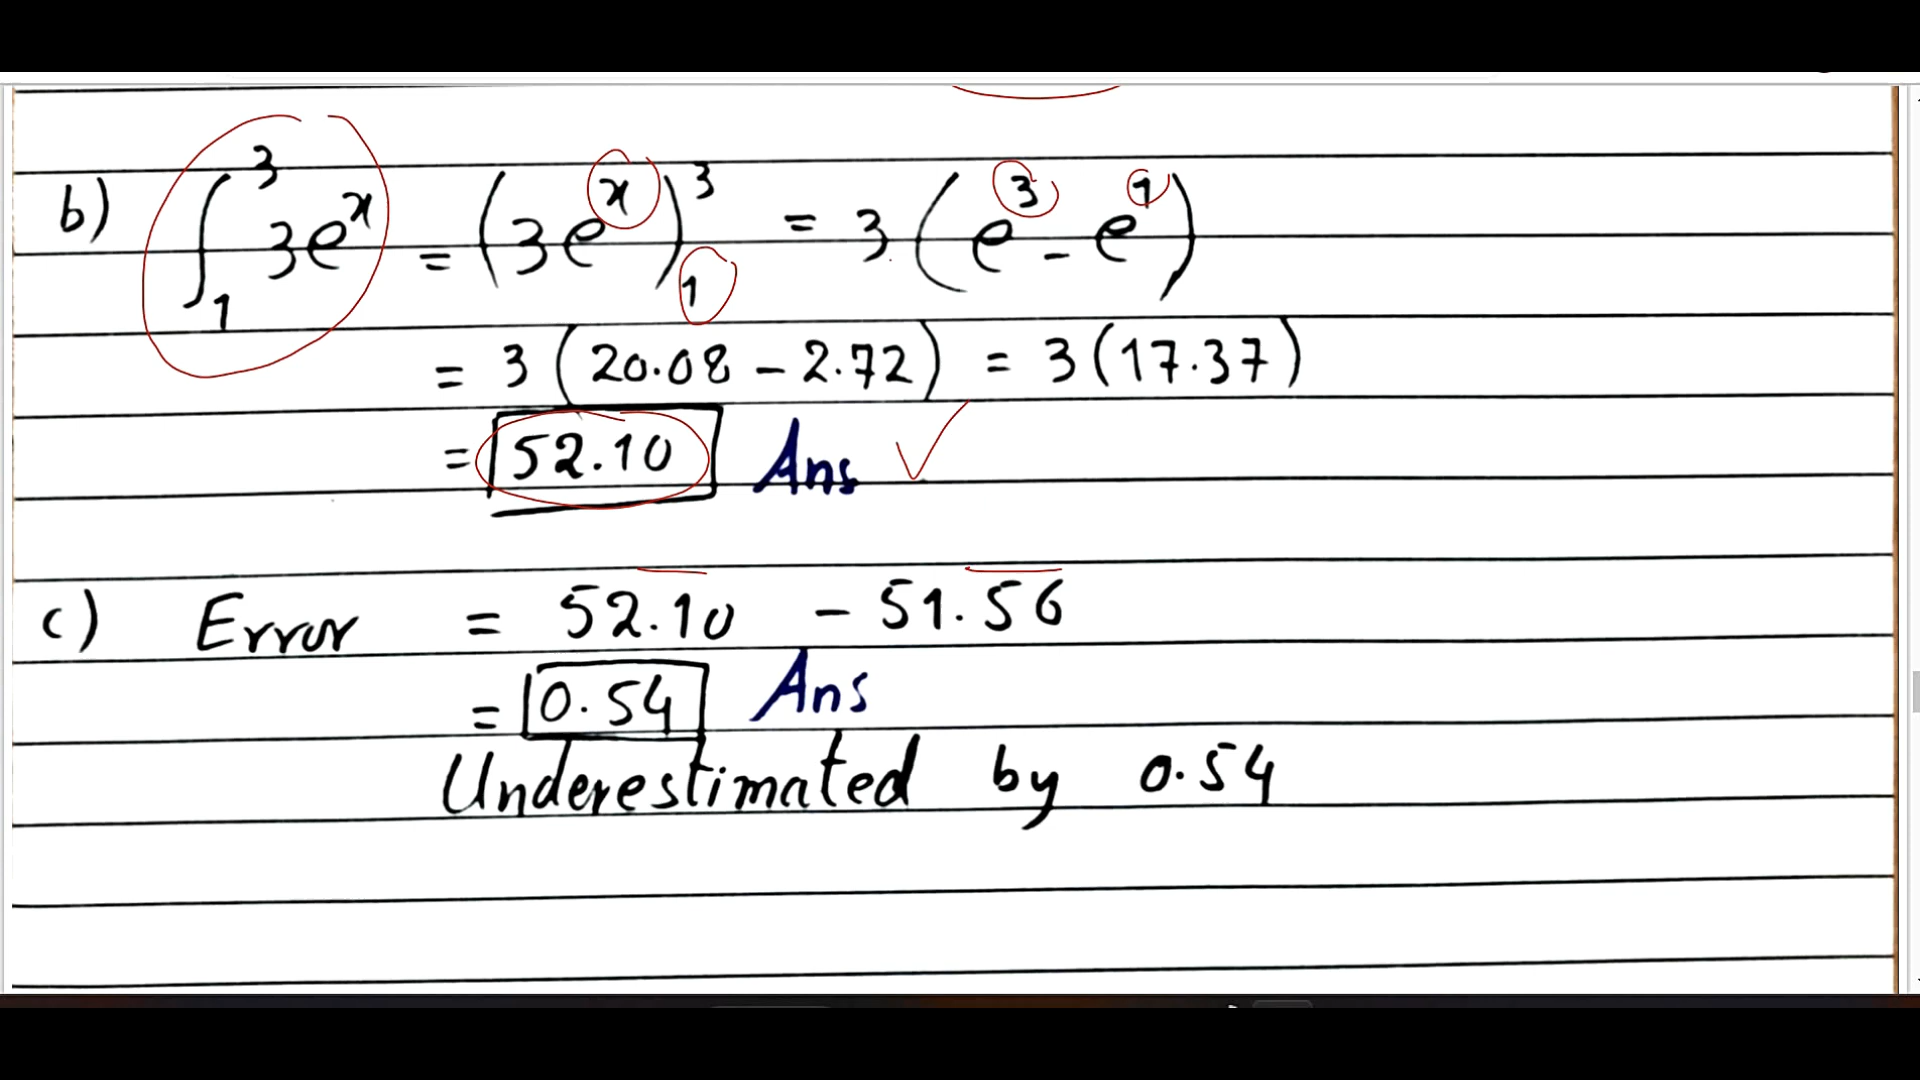 b) ∫₁³ 3eˣ = (3eˣ)₁³ = 3(e³ - e¹)
= 3(20.08 - 2.72) = 3(17.37)
= 52.10 Ans ✓
c) Error = 52.10 - 51.56
= 0.54 Ans
Underestimated by 0.54